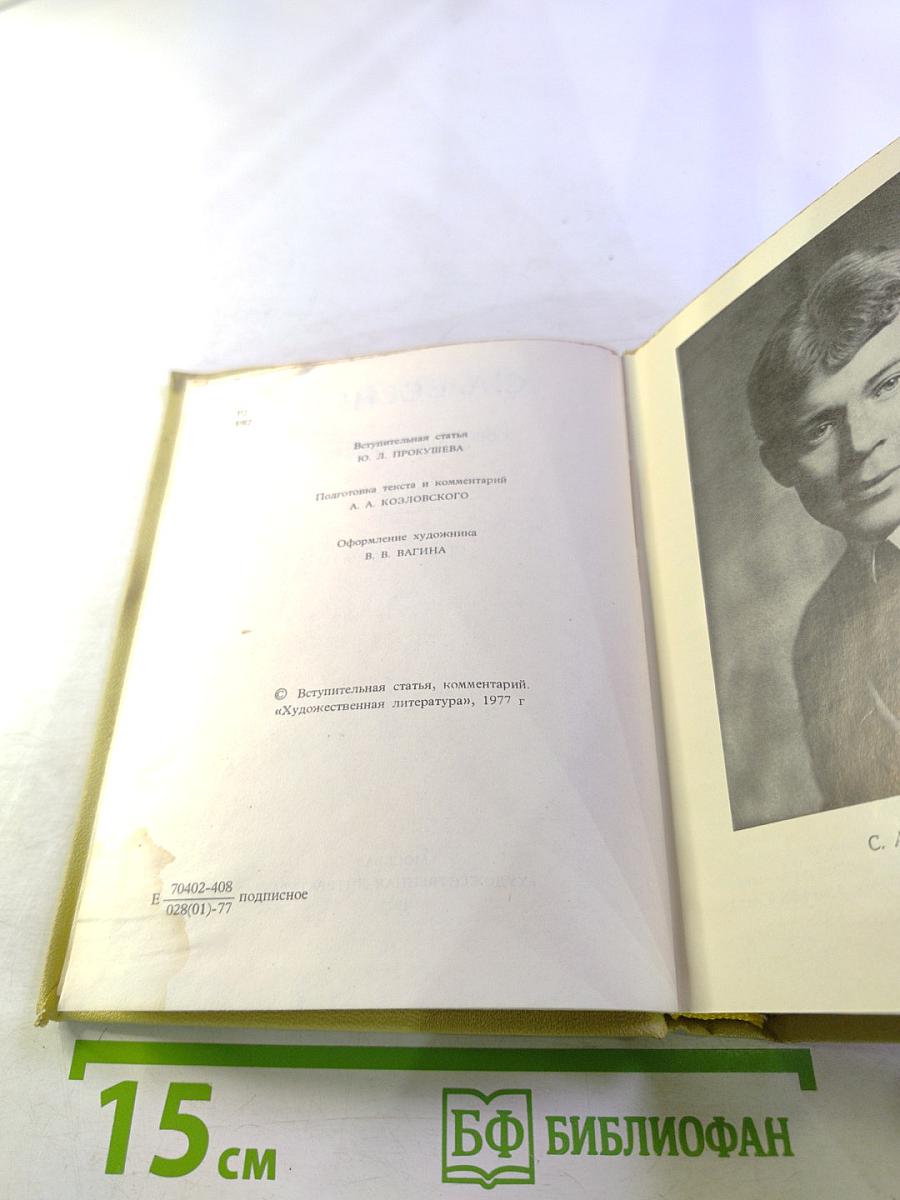 Р2
Вступительная статья
Ю. Л. ПРОКУШЕВА
Подготовка текста и комментарий
А. А. КОЗЛОВСКОГО
Оформление художника
В. В. ВАГИНА
© Вступительная статья, комментарий.
«Художественная литература», 1977 г
Е 70402-408
028(01)-77 подписное
С.
15 см
БФ БИБЛИОФАН